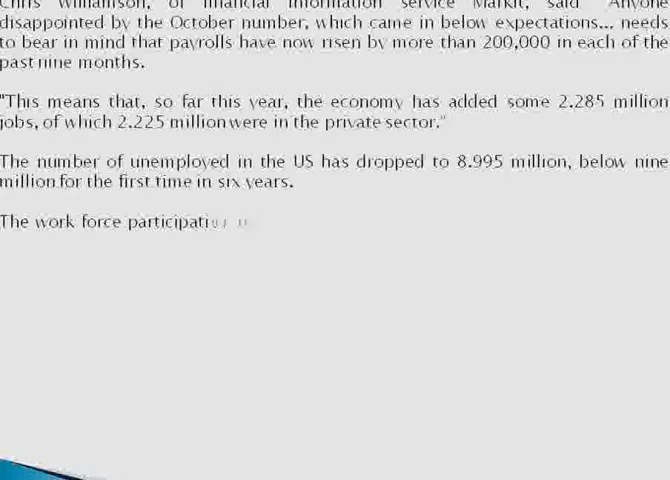 Chris Williamson, of financial information service Markit, said "Anyone
disappointed by the October number, which came in below expectations... needs
to bear in mind that payrolls have now risen by more than 200,000 in each of the
past nine months.
"This means that, so far this year, the economy has added some 2.285 million
jobs, of which 2.225 million were in the private sector."
The number of unemployed in the US has dropped to 8.995 million, below nine
million for the first time in six years.
The work force